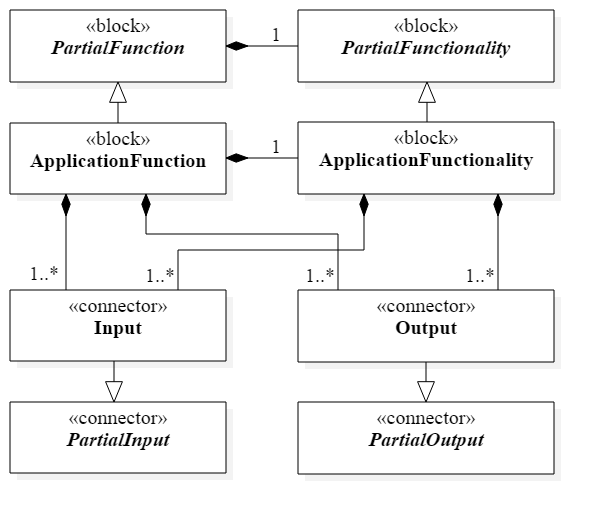 «block»
PartialFunction
1
«block»
PartialFunctionality
«block»
ApplicationFunction
1
«block»
ApplicationFunctionality
1..*
1..*
1..*
1..*
«connector»
Input
«connector»
Output
«connector»
PartialInput
«connector»
PartialOutput